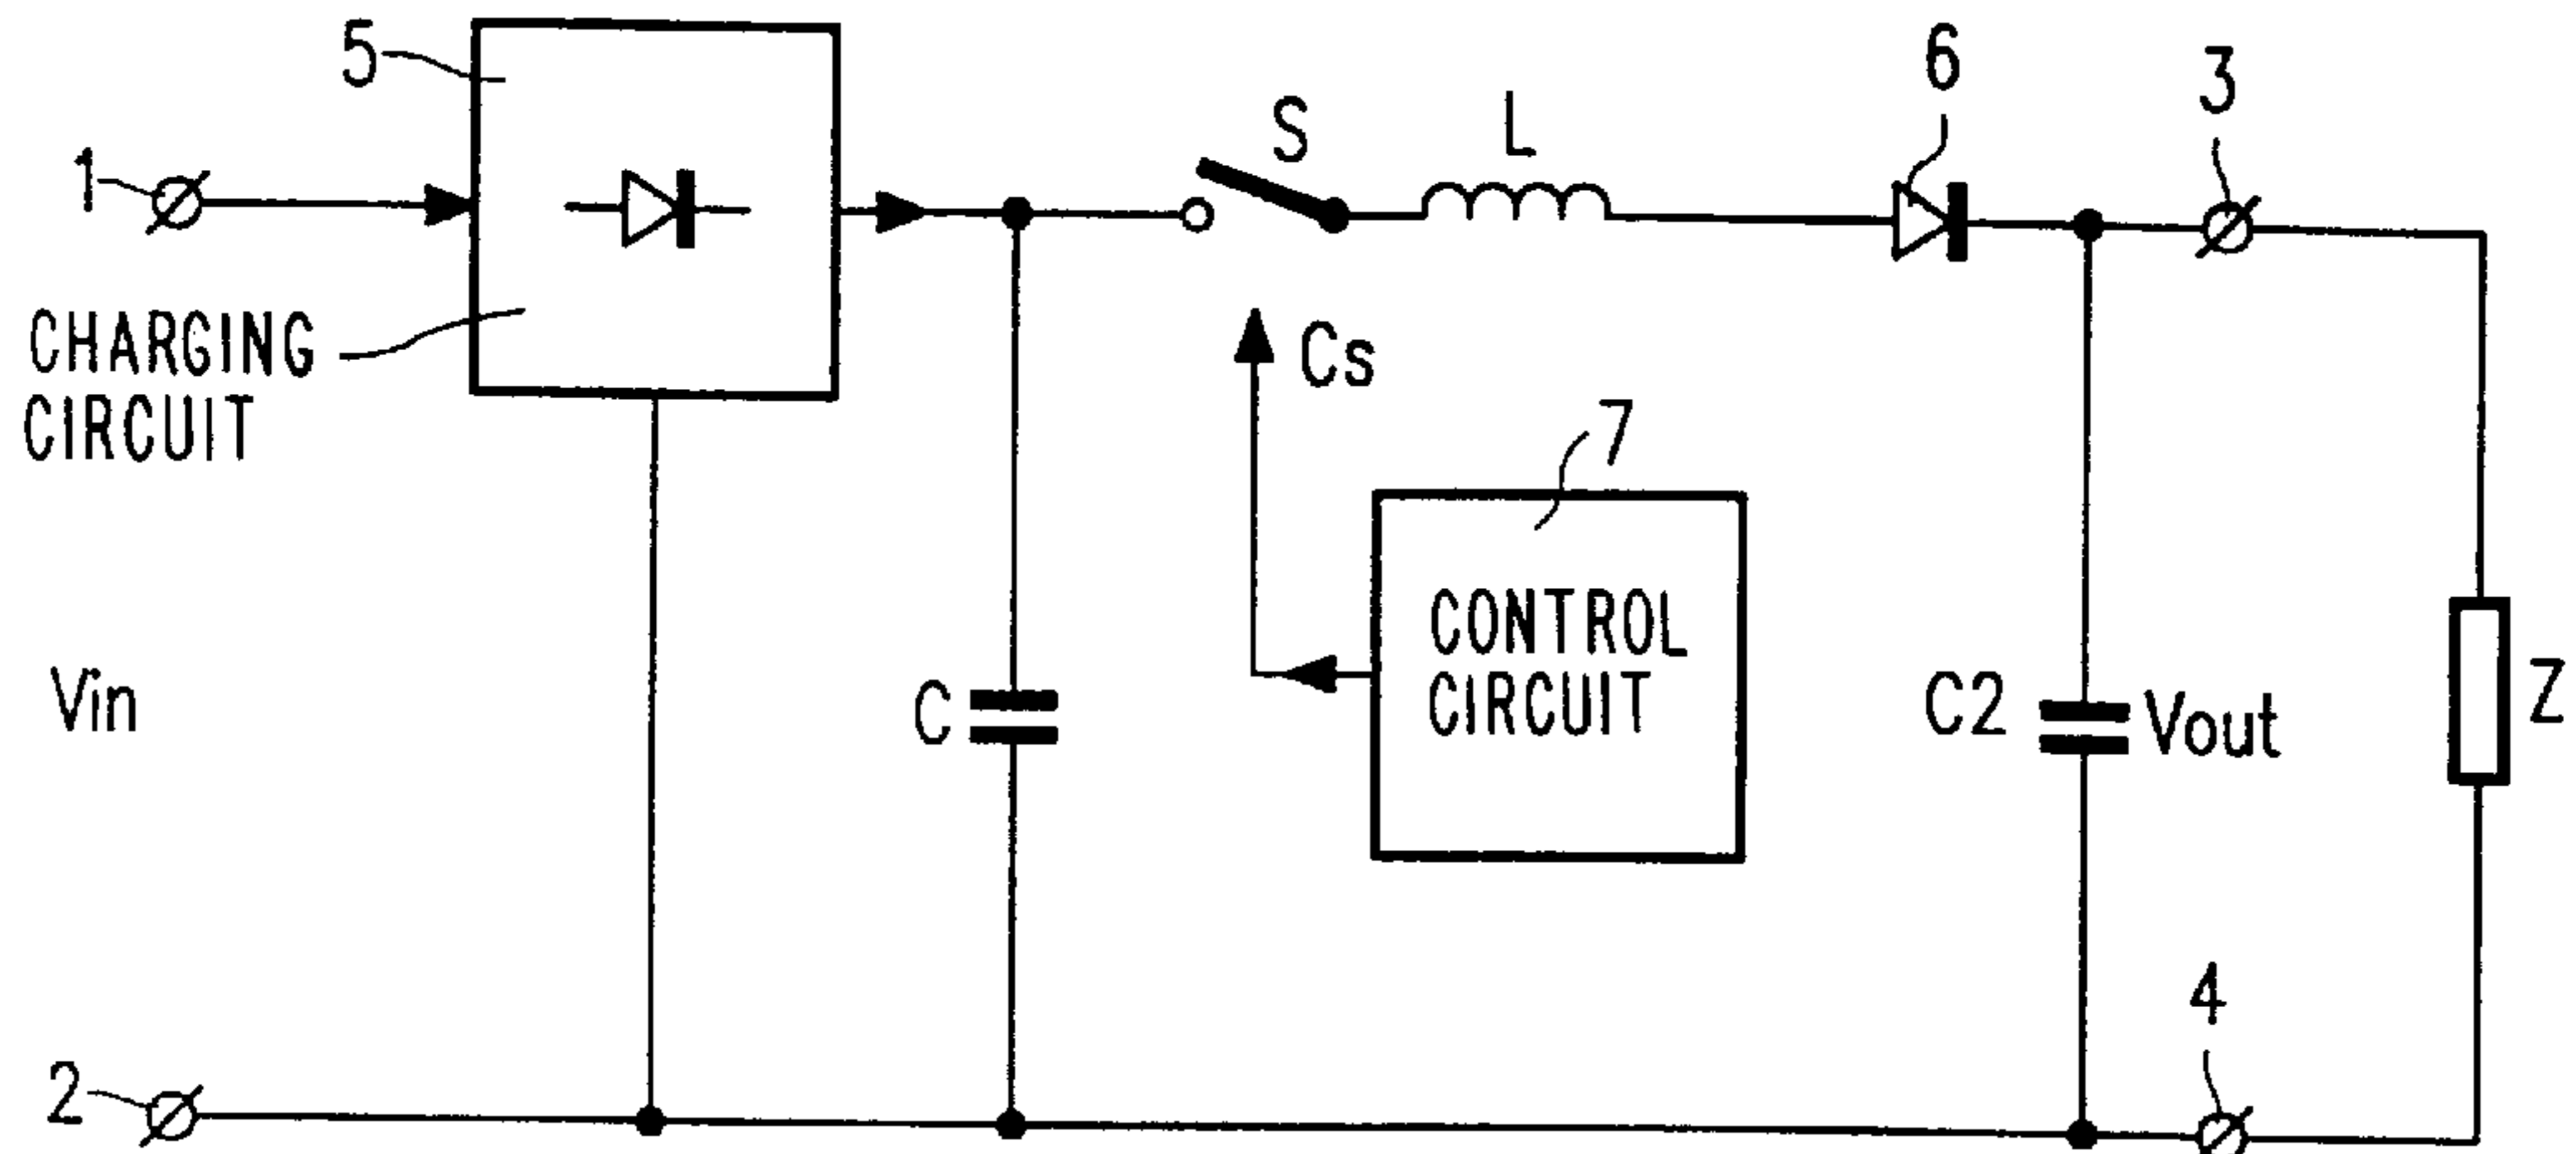 5
6
3
S
L
1
CHARGING
CIRCUIT
Cs
7
CONTROL
CIRCUIT
Vin
C
C2
Vout
Z
4
2